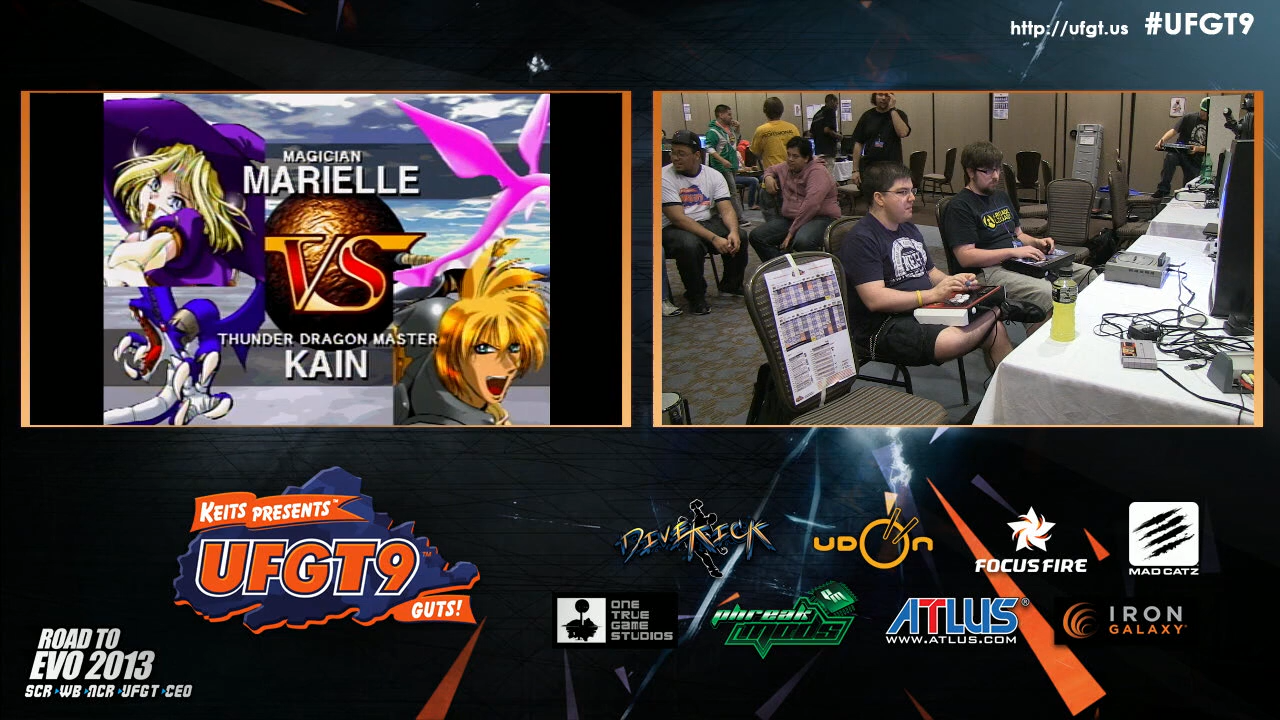 http://ufgt.us #UFGT9
MAGICIAN
MARIELLE
VS
THUNDER DRAGON MASTER
KAIN
KEITS PRESENTS™
UFGT9™
GUTS!
DIVEKICK
UDON
FOCUS FIRE
MAD CATZ
ONE
TRUE
GAME
STUDIOS
phreak
mods
ATLUS®
WWW.ATLUS.COM
IRON
GALAXY
ROAD TO
EVO 2013
SCR WB NCR UFGT CEO